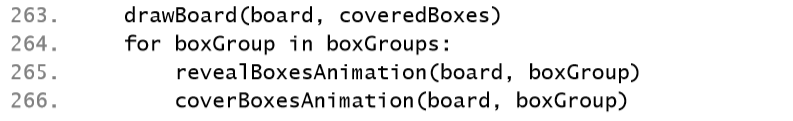 263.     drawBoard(board, coveredBoxes)
264.     for boxGroup in boxGroups:
265.         revealBoxesAnimation(board, boxGroup)
266.         coverBoxesAnimation(board, boxGroup)